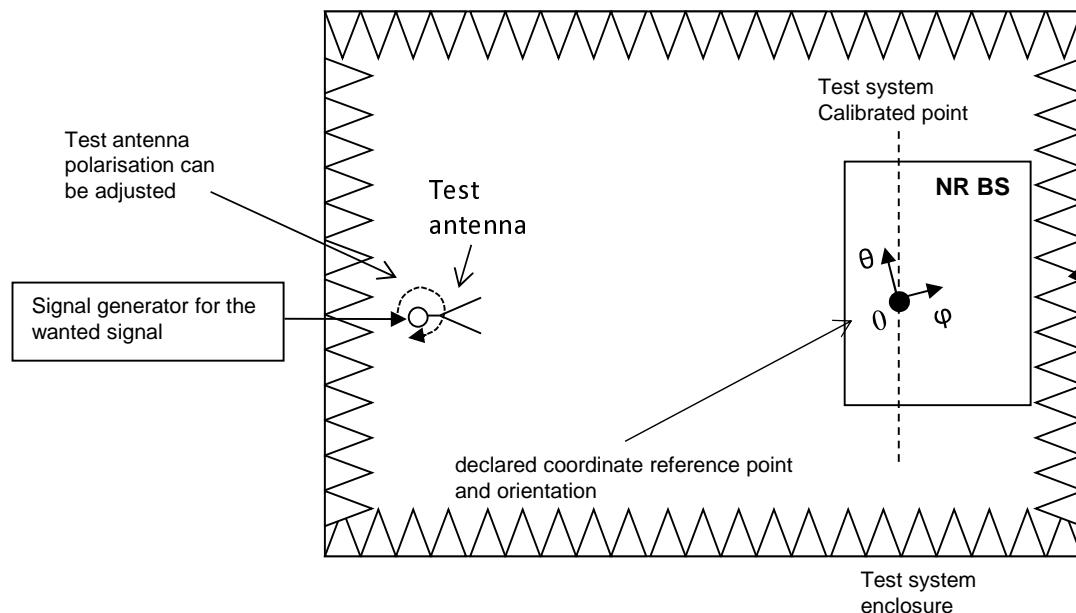 Test system
Calibrated point
Test antenna
polarisation can
be adjusted
Test
antenna
NR BS
θ
0
φ
Signal generator for the
wanted signal
declared coordinate reference point
and orientation
Test system
enclosure